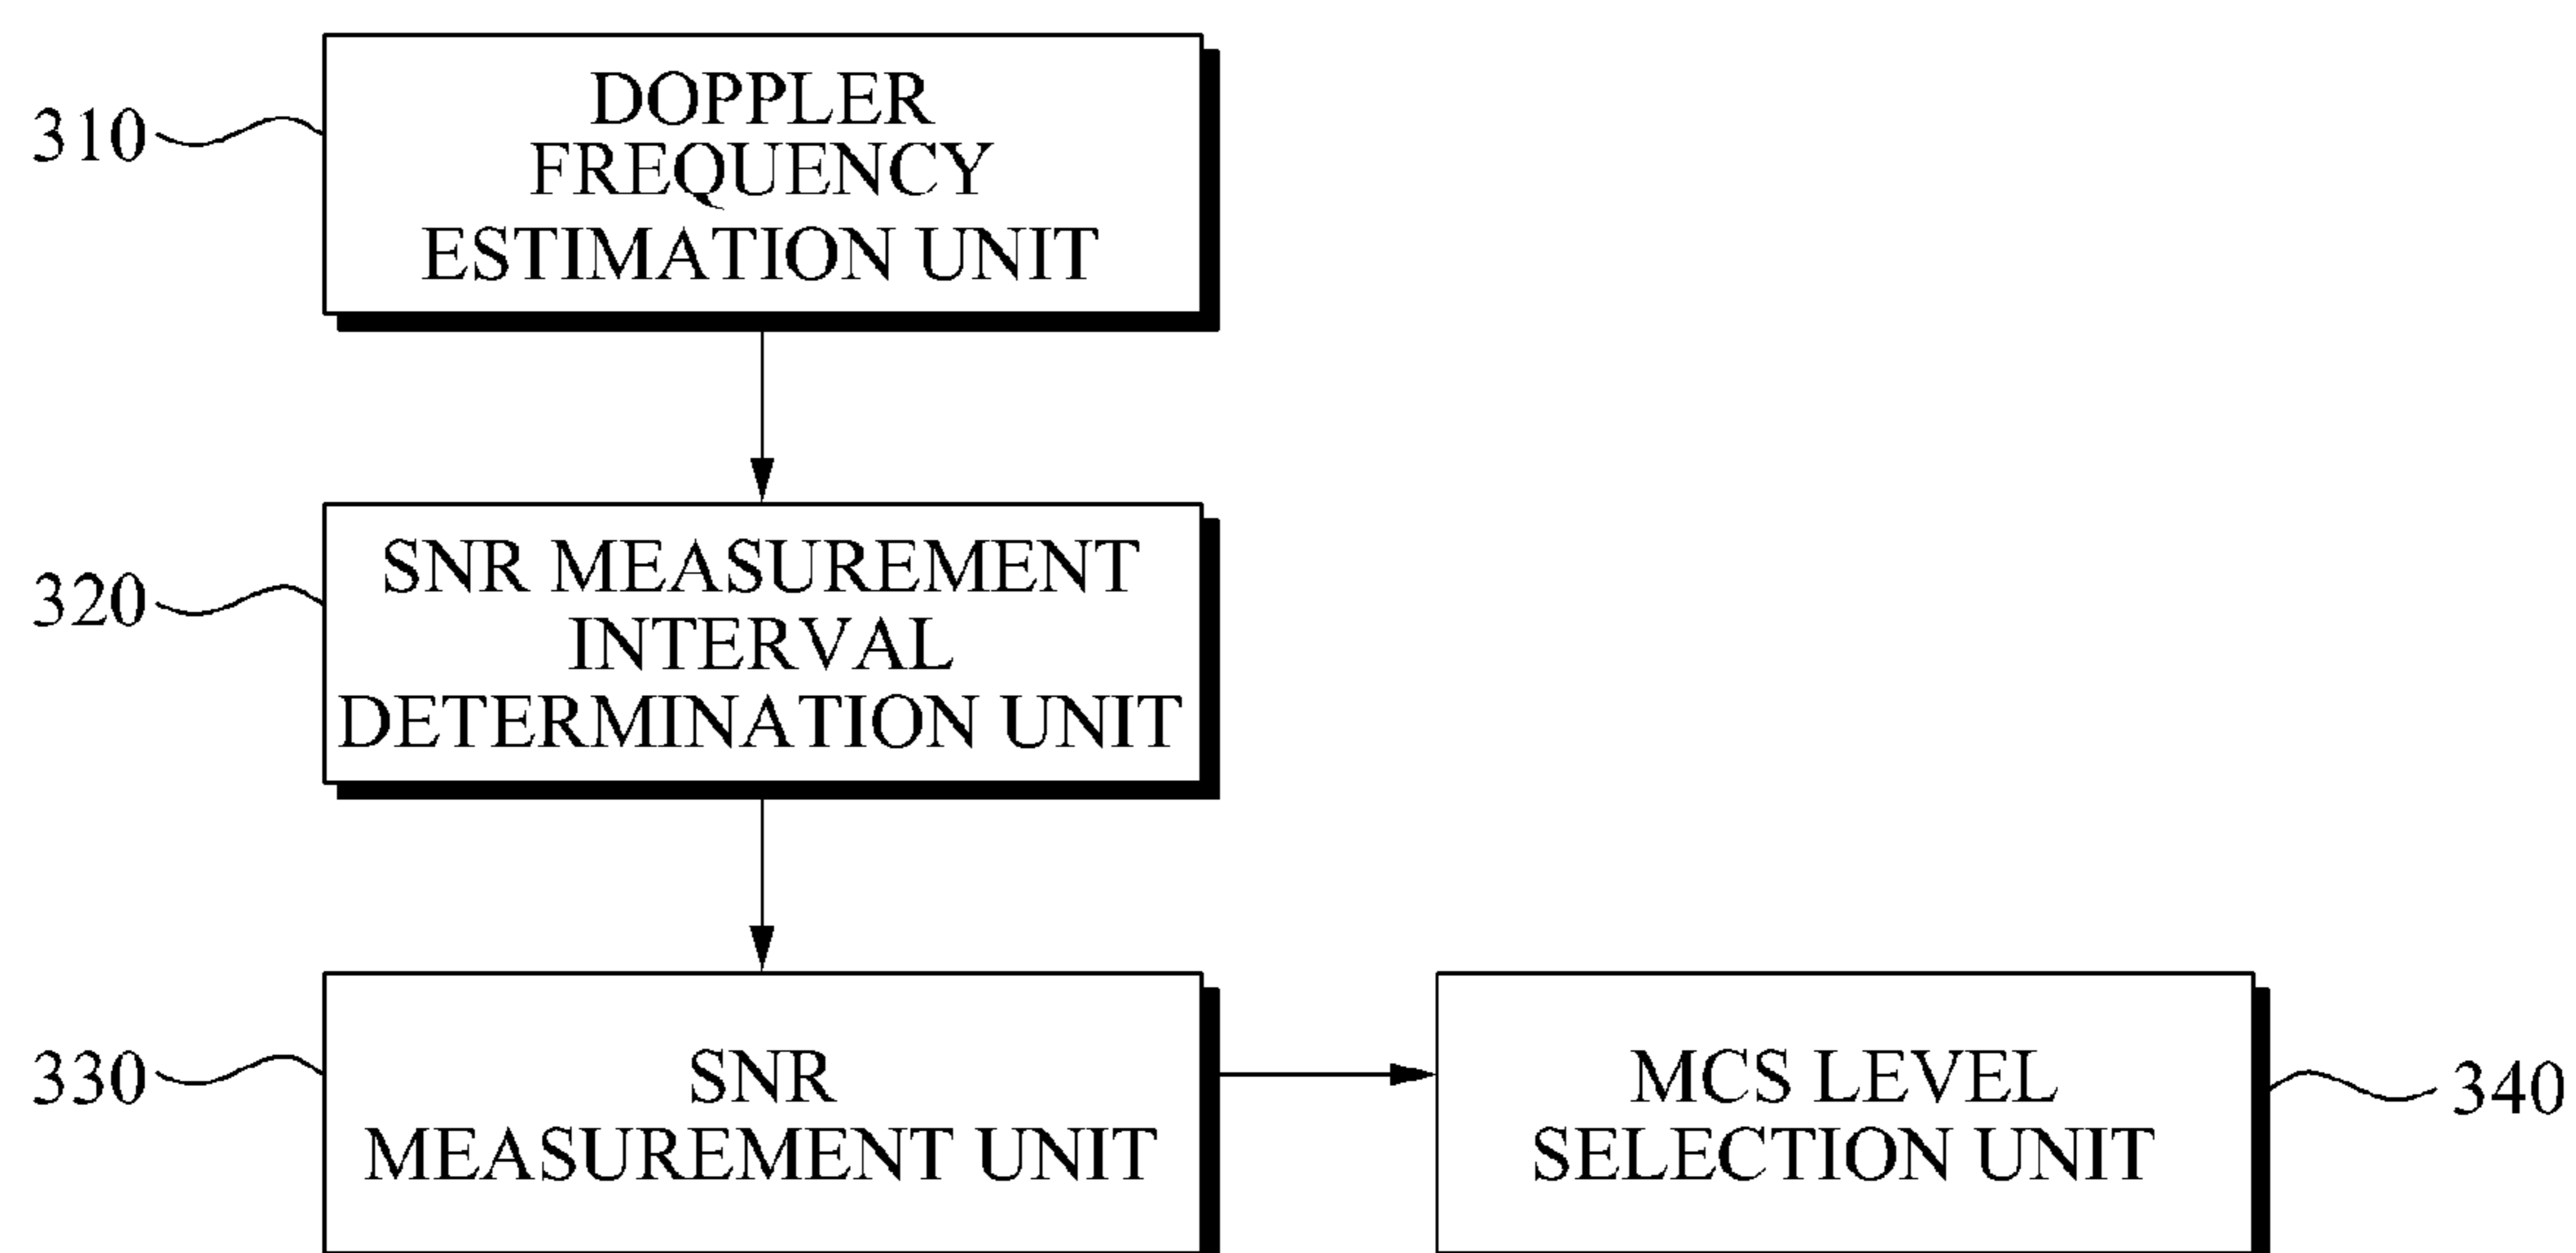 310
DOPPLER
FREQUENCY
ESTIMATION UNIT
320
SNR MEASUREMENT
INTERVAL
DETERMINATION UNIT
330
SNR
MEASUREMENT UNIT
MCS LEVEL
SELECTION UNIT
340